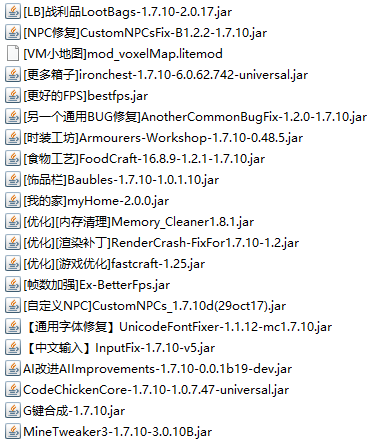 [LB]战利品LootBags-1.7.10-2.0.17.jar
[NPC修复]CustomNPCsFix-B1.2.2-1.7.10.jar
[VM小地图]mod_voxelMap.litemod
[更多箱子]ironchest-1.7.10-6.0.62.742-universal.jar
[更好的FPS]bestfps.jar
[另一个通用BUG修复]AnotherCommonBugFix-1.2.0-1.7.10.jar
[时装工坊]Armourers-Workshop-1.7.10-0.48.5.jar
[食物工艺]FoodCraft-16.8.9-1.2.1-1.7.10.jar
[饰品栏]Baubles-1.7.10-1.0.1.10.jar
[我的家]myHome-2.0.0.jar
[优化][内存清理]Memory_Cleaner1.8.1.jar
[优化][渲染补丁]RenderCrash-FixFor1.7.10-1.2.jar
[优化][游戏优化]fastcraft-1.25.jar
[帧数加强]Ex-BetterFps.jar
[自定义NPC]CustomNPCs_1.7.10d(29oct17).jar
【通用字体修复】UnicodeFontFixer-1.1.12-mc1.7.10.jar
【中文输入】InputFix-1.7.10-v5.jar
AI改进AIImprovements-1.7.10-0.0.1b19-dev.jar
CodeChickenCore-1.7.10-1.0.7.47-universal.jar
G键合成-1.7.10.jar
MineTweaker3-1.7.10-3.0.10B.jar